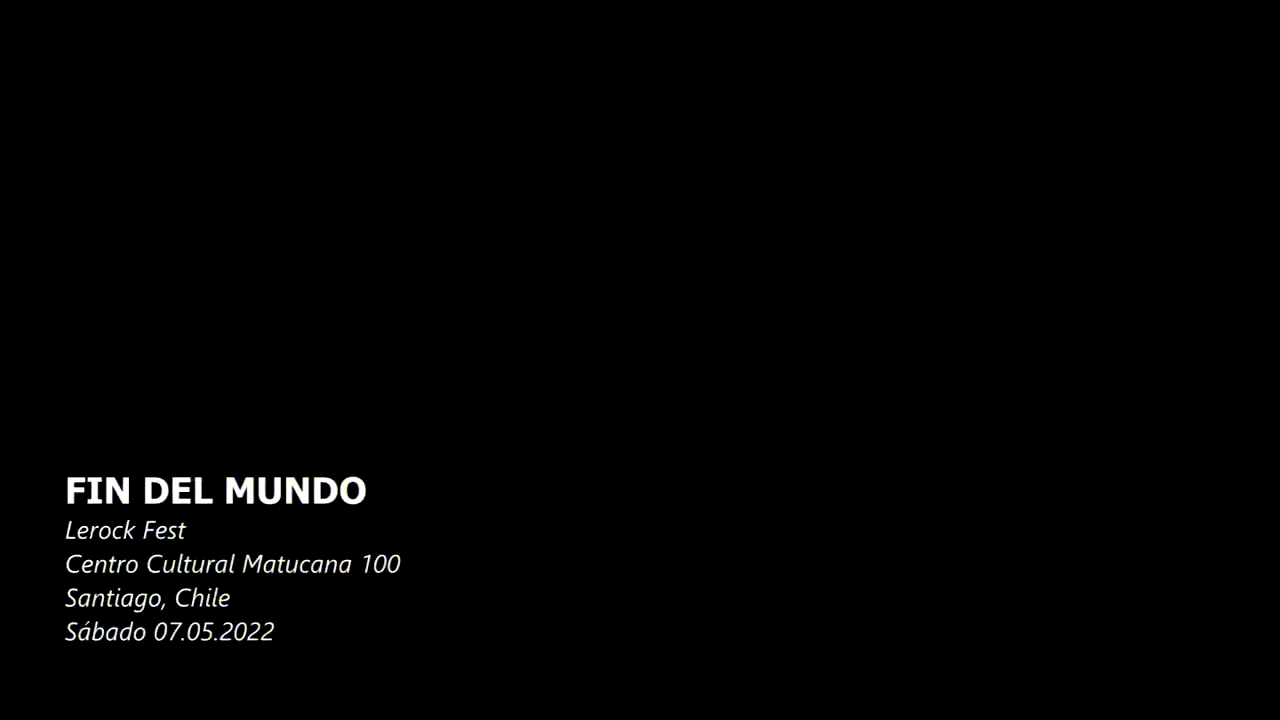 FIN DEL MUNDO
Lerock Fest
Centro Cultural Matucana 100
Santiago, Chile
Sábado 07.05.2022